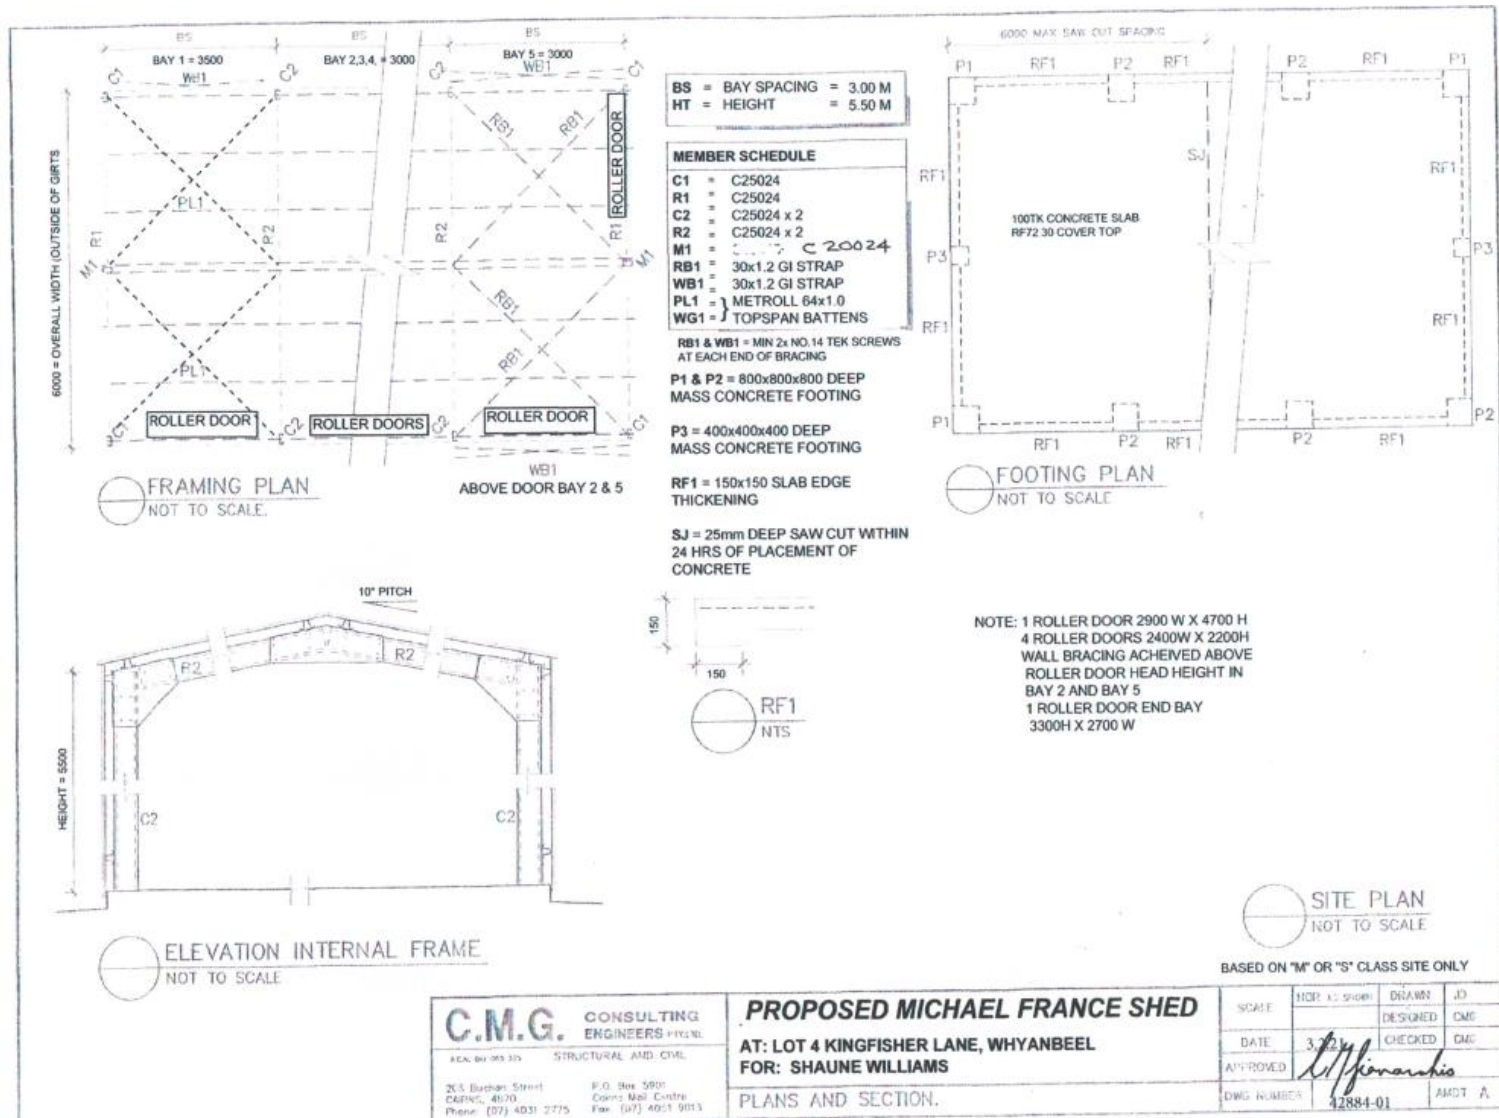 BS
BS
BS
BAY 1 = 3500
BAY 2,3,4, = 3000
BAY 5 = 3000
C1
WB1
C2
C2
WB1
C1
RB1
RB1
ROLLER DOOR
6000 = OVERALL WIDTH (OUTSIDE OF GIRTS
PL1
R1
R2
R2
R1
M1
M1
RB1
RB1
PL1
ROLLER DOOR
ROLLER DOORS
ROLLER DOOR
C1
C2
C2
C1
WB1
ABOVE DOOR BAY 2 & 5
FRAMING PLAN
NOT TO SCALE.
BS = BAY SPACING = 3.00 M
HT = HEIGHT = 5.50 M
MEMBER SCHEDULE
C1 = C25024
R1 = C25024
C2 = C25024 x 2
R2 = C25024 x 2
M1 = C20024
RB1 = 30x1.2 GI STRAP
WB1 = 30x1.2 GI STRAP
PL1 = } METROLL 64x1.0
WG1 = TOPSPAN BATTENS
RB1 & WB1 = MIN 2x NO.14 TEK SCREWS
AT EACH END OF BRACING
P1 & P2 = 800x800x800 DEEP
MASS CONCRETE FOOTING
P3 = 400x400x400 DEEP
MASS CONCRETE FOOTING
RF1 = 150x150 SLAB EDGE
THICKENING
SJ = 25mm DEEP SAW CUT WITHIN
24 HRS OF PLACEMENT OF
CONCRETE
6000 MAX SAW CUT SPACING
P1
RF1
P2
RF1
P2
RF1
P1
SJ
RF1
RF1
100TK CONCRETE SLAB
RF72 30 COVER TOP
P3
P3
RF1
RF1
P1
RF1
P2
RF1
P2
RF1
P2
FOOTING PLAN
NOT TO SCALE
10° PITCH
R2
R2
HEIGHT = 5500
C2
C2
ELEVATION INTERNAL FRAME
NOT TO SCALE
150
150
RF1
NTS
NOTE: 1 ROLLER DOOR 2900 W X 4700 H
4 ROLLER DOORS 2400W X 2200H
WALL BRACING ACHEIVED ABOVE
ROLLER DOOR HEAD HEIGHT IN
BAY 2 AND BAY 5
1 ROLLER DOOR END BAY
3300H X 2700 W
SITE PLAN
NOT TO SCALE
BASED ON "M" OR "S" CLASS SITE ONLY
C.M.G. CONSULTING
ENGINEERS
STRUCTURAL AND CIVIL
Buchan Street
CAIRNS, 4870
Phone: (07) 4031 2775
P.O. Box
Cairns Mail Centre
Fax:
PROPOSED MICHAEL FRANCE SHED
AT: LOT 4 KINGFISHER LANE, WHYANBEEL
FOR: SHAUNE WILLIAMS
PLANS AND SECTION.
SCALE
DRAWN JD
DESIGNED CMG
DATE
CHECKED CMG
APPROVED
DWG NUMBER 42884-01
AMDT A